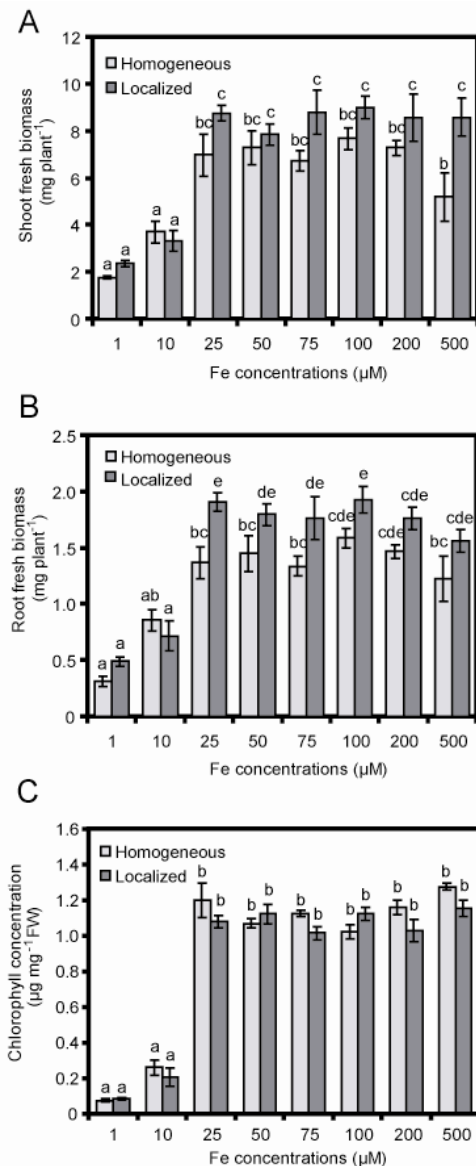 A
Shoot fresh biomass
(mg plant⁻¹)
12
10
8
6
4
2
0
Homogeneous
Localized
a a a a bc c bc c bc c bc c bc c b c
1 10 25 50 75 100 200 500
Fe concentrations (µM)
B
Root fresh biomass
(mg plant⁻¹)
2.5
2.0
1.5
1.0
0.5
0
Homogeneous
Localized
a a ab a bc e bc de bc de cde e cde cde bc cde
1 10 25 50 75 100 200 500
Fe concentrations (µM)
C
Chlorophyll concentration
(µg mg⁻¹FW)
1.6
1.4
1.2
1.0
0.8
0.6
0.4
0.2
0
Homogeneous
Localized
a a a a b b b b b b b b b b b b
1 10 25 50 75 100 200 500
Fe concentrations (µM)